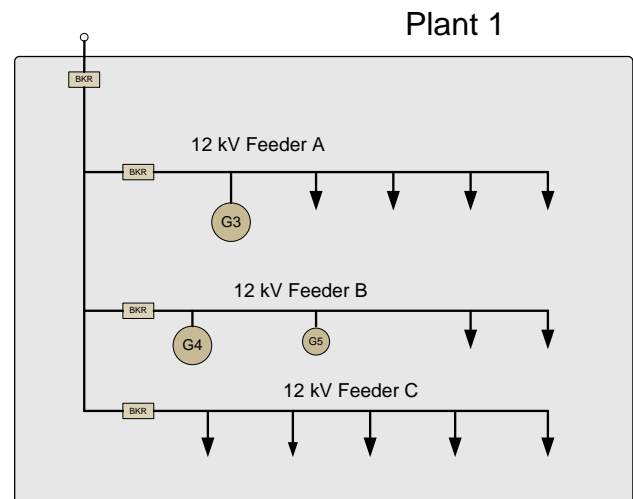 Plant 1
BKR
12 kV Feeder A
BKR
G3
12 kV Feeder B
BKR
G4
G5
12 kV Feeder C
BKR